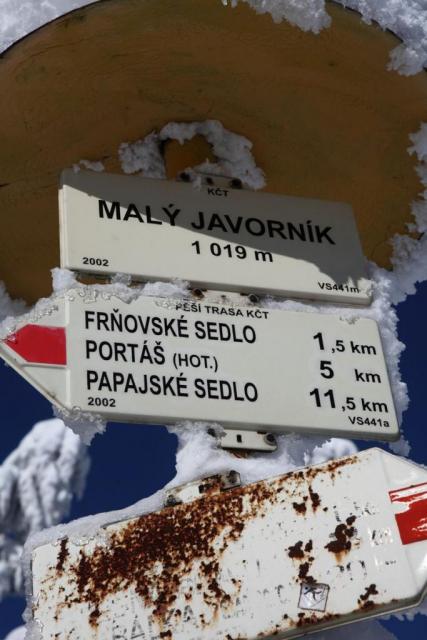 KČT
MALÝ JAVORNÍK
1 019 m
2002 VS441m
PĚŠÍ TRASA KČT
FRŇOVSKÉ SEDLO 1,5 km
PORTÁŠ (HOT.) 5 km
PAPAJSKÉ SEDLO 11,5 km
2002 VS441a